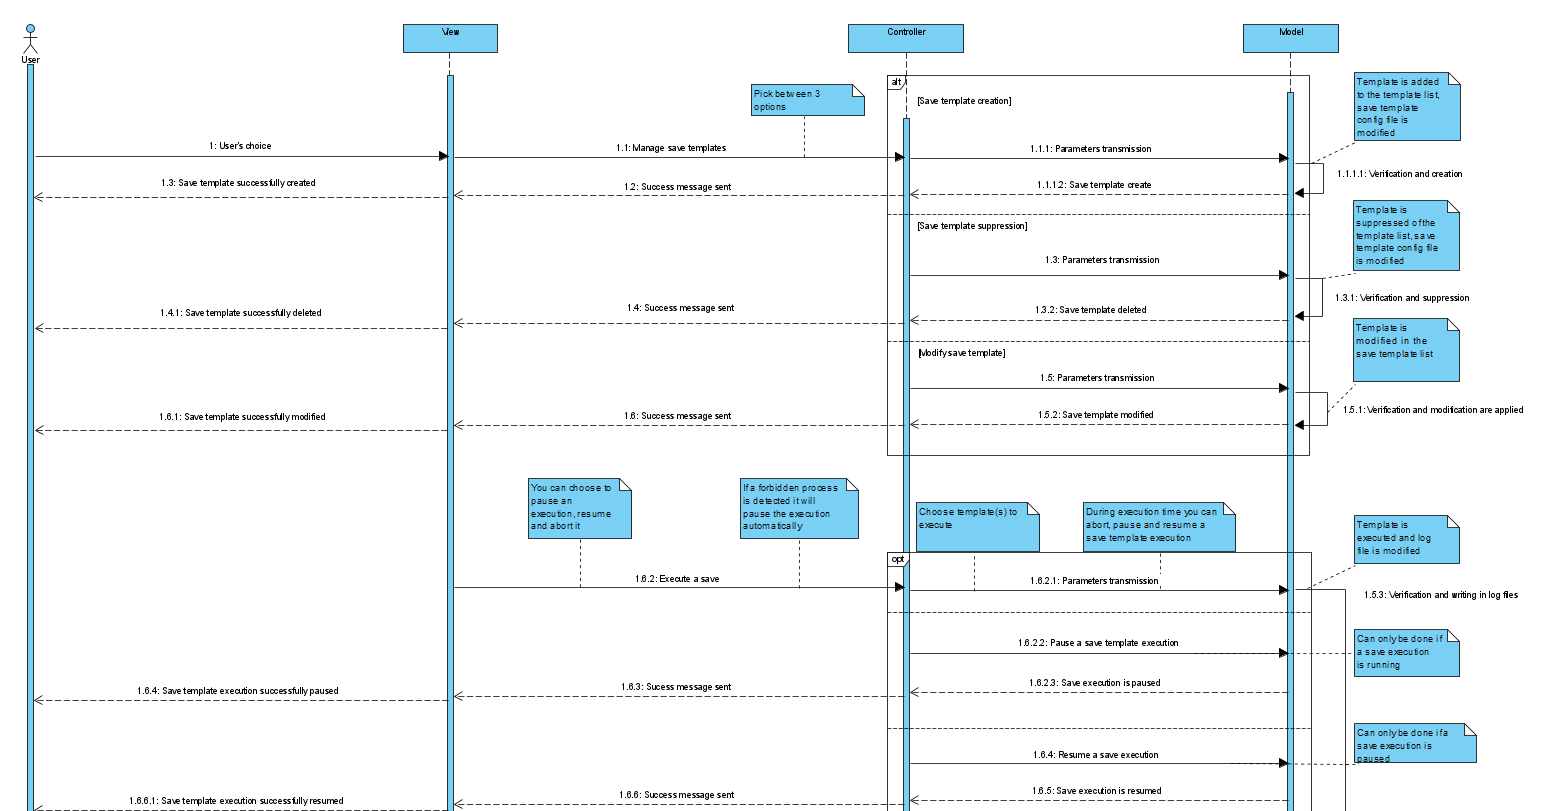 User
View
Controller
Model
alt
[Save template creation]
Pick between 3
options
Template is added
to the template list,
save template
config file is
modified
1: User's choice
1.1: Manage save templates
1.1.1: Parameters transmission
1.1.1.1: Verification and creation
1.3: Save template successfully created
1.2: Success message sent
1.1.1.2: Save template create
[Save template suppression]
Template is
suppressed of the
template list, save
template config file
is modified
1.3: Parameters transmission
1.3.1: Verification and suppression
1.4.1: Save template successfully deleted
1.4: Success message sent
1.3.2: Save template deleted
[Modify save template]
Template is
modified in the
save template list
1.5: Parameters transmission
1.5.1: Verification and modification are applied
1.6.1: Save template successfully modified
1.6: Success message sent
1.5.2: Save template modified
You can choose to
pause an
execution, resume
and abort it
If a forbidden process
is detected it will
pause the execution
automatically
Choose template(s) to
execute
During execution time you can
abort, pause and resume a
save template execution
Template is
executed and log
file is modified
opt
1.6.2: Execute a save
1.6.2.1: Parameters transmission
1.5.3: Verification and writing in log files
1.6.2.2: Pause a save template execution
Can only be done if
a save execution
is running
1.6.4: Save template execution successfully paused
1.6.3: Sucess message sent
1.6.2.3: Save execution is paused
Can only be done if a
save execution is
paused
1.6.4: Resume a save execution
1.6.6.1: Save template execution successfully resumed
1.6.6: Success message sent
1.6.5: Save execution is resumed